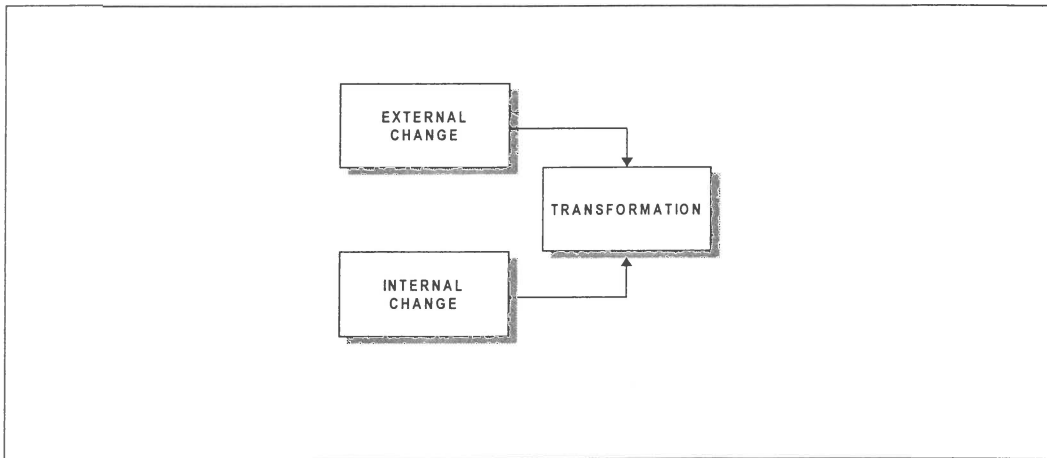 EXTERNAL
CHANGE
TRANSFORMATION
INTERNAL
CHANGE